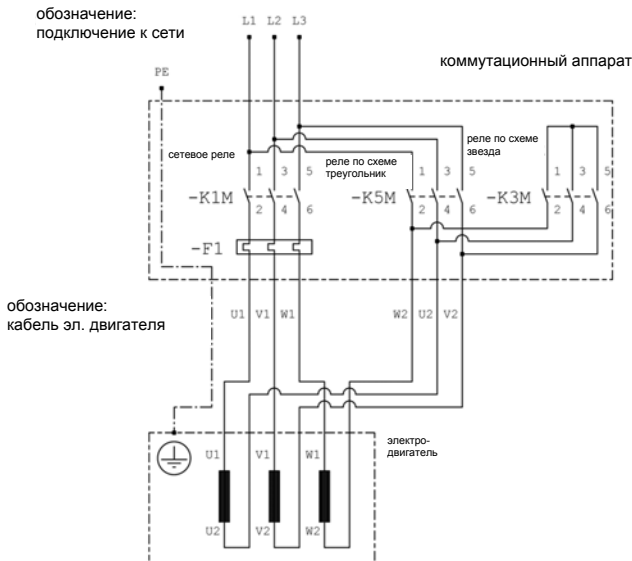 обозначение:
подключение к сети
L1 L2 L3
коммутационный аппарат
PE
сетевое реле
реле по схеме
треугольник
реле по схеме
звезда
1 3 5
1 3 5
1 3 5
-K1M
-K5M
-K3M
2 4 6
2 4 6
2 4 6
-F1
обозначение:
кабель эл. двигателя
U1 V1 W1
W2 U2 V2
электро-
двигатель
U1 V1 W1
U2 V2 W2